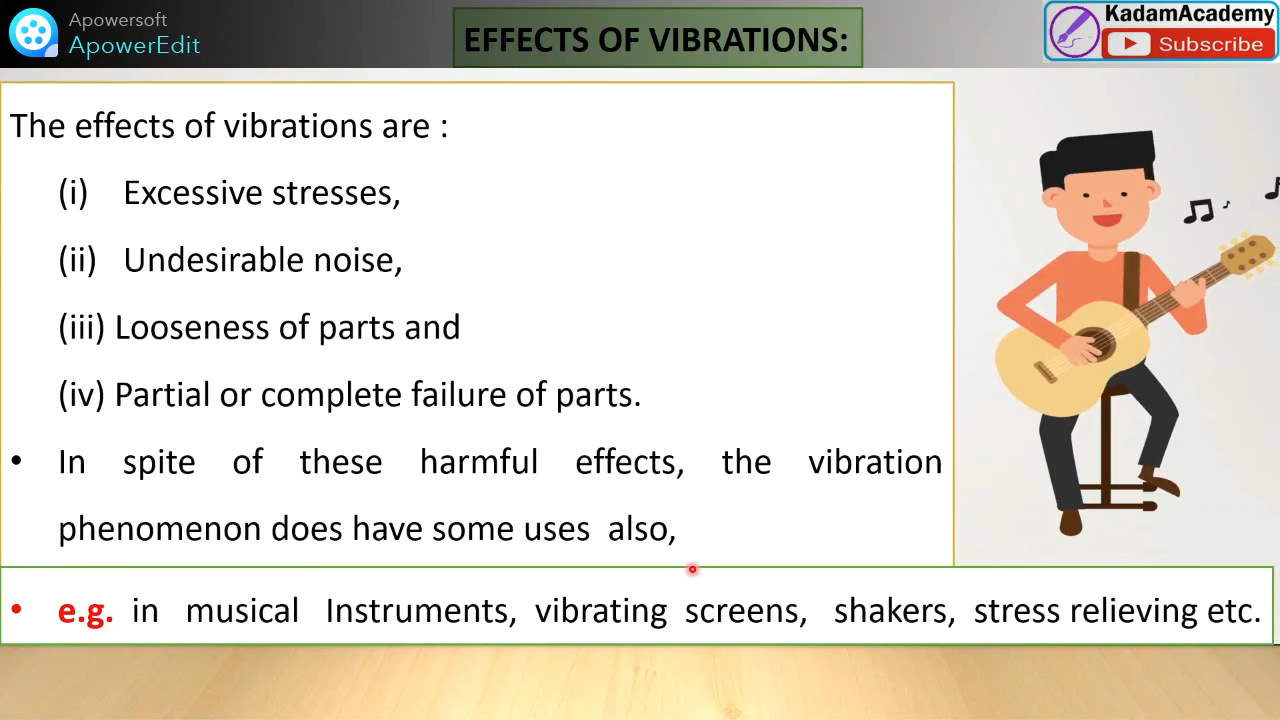 Apowersoft
ApowerEdit
EFFECTS OF VIBRATIONS:
KadamAcademy
Subscribe
The effects of vibrations are :
(i) Excessive stresses,
(ii) Undesirable noise,
(iii) Looseness of parts and
(iv) Partial or complete failure of parts.
• In spite of these harmful effects, the vibration
phenomenon does have some uses also,
• e.g. in musical Instruments, vibrating screens, shakers, stress relieving etc.